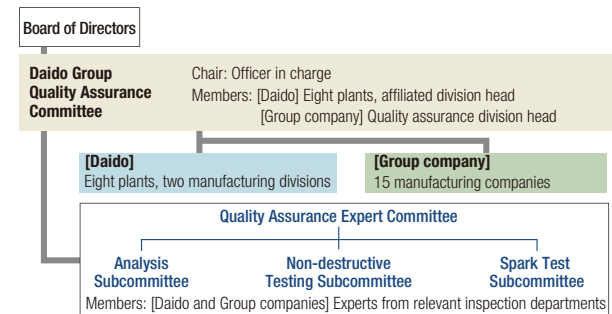 Board of Directors
Daido Group
Quality Assurance
Committee
Chair: Officer in charge
Members: [Daido] Eight plants, affiliated division head
[Group company] Quality assurance division head
[Daido]
Eight plants, two manufacturing divisions
[Group company]
15 manufacturing companies
Quality Assurance Expert Committee
Analysis
Subcommittee
Non-destructive
Testing Subcommittee
Spark Test
Subcommittee
Members: [Daido and Group companies] Experts from relevant inspection departments